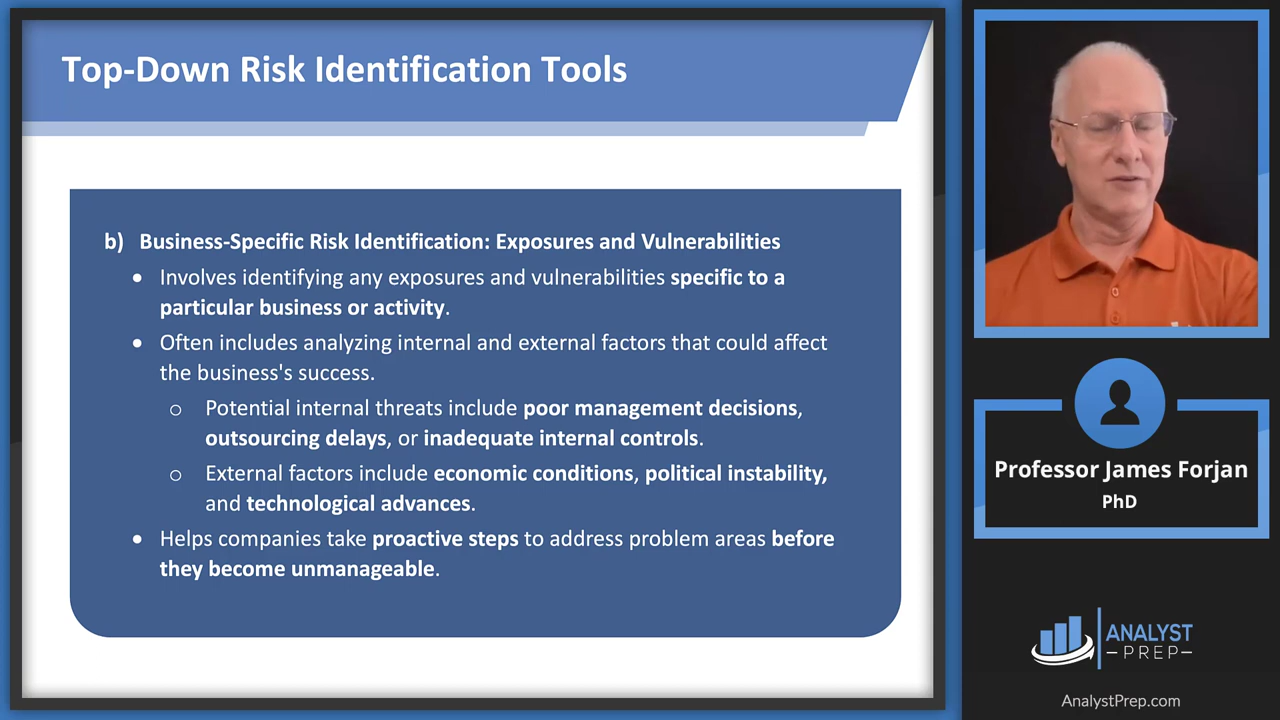 Top-Down Risk Identification Tools
b) Business-Specific Risk Identification: Exposures and Vulnerabilities
• Involves identifying any exposures and vulnerabilities specific to a
particular business or activity.
• Often includes analyzing internal and external factors that could affect
the business's success.
o Potential internal threats include poor management decisions,
outsourcing delays, or inadequate internal controls.
o External factors include economic conditions, political instability,
and technological advances.
• Helps companies take proactive steps to address problem areas before
they become unmanageable.
Professor James Forjan
PhD
ANALYST
PREP
AnalystPrep.com